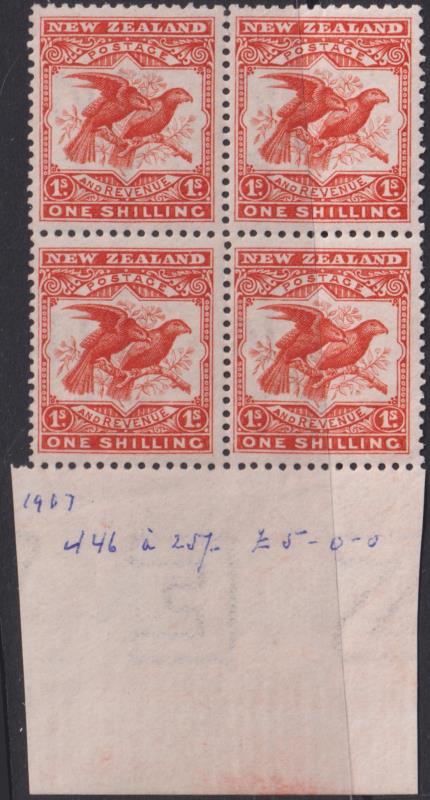 NEW ZEALAND NEW ZEALAND
POSTAGE POSTAGE
AND REVENUE AND REVENUE
1s 1s 1s 1s
ONE SHILLING ONE SHILLING
NEW ZEALAND NEW ZEALAND
POSTAGE POSTAGE
AND REVENUE AND REVENUE
1s 1s 1s 1s
ONE SHILLING ONE SHILLING
1907
446 à 25/- £5-0-0